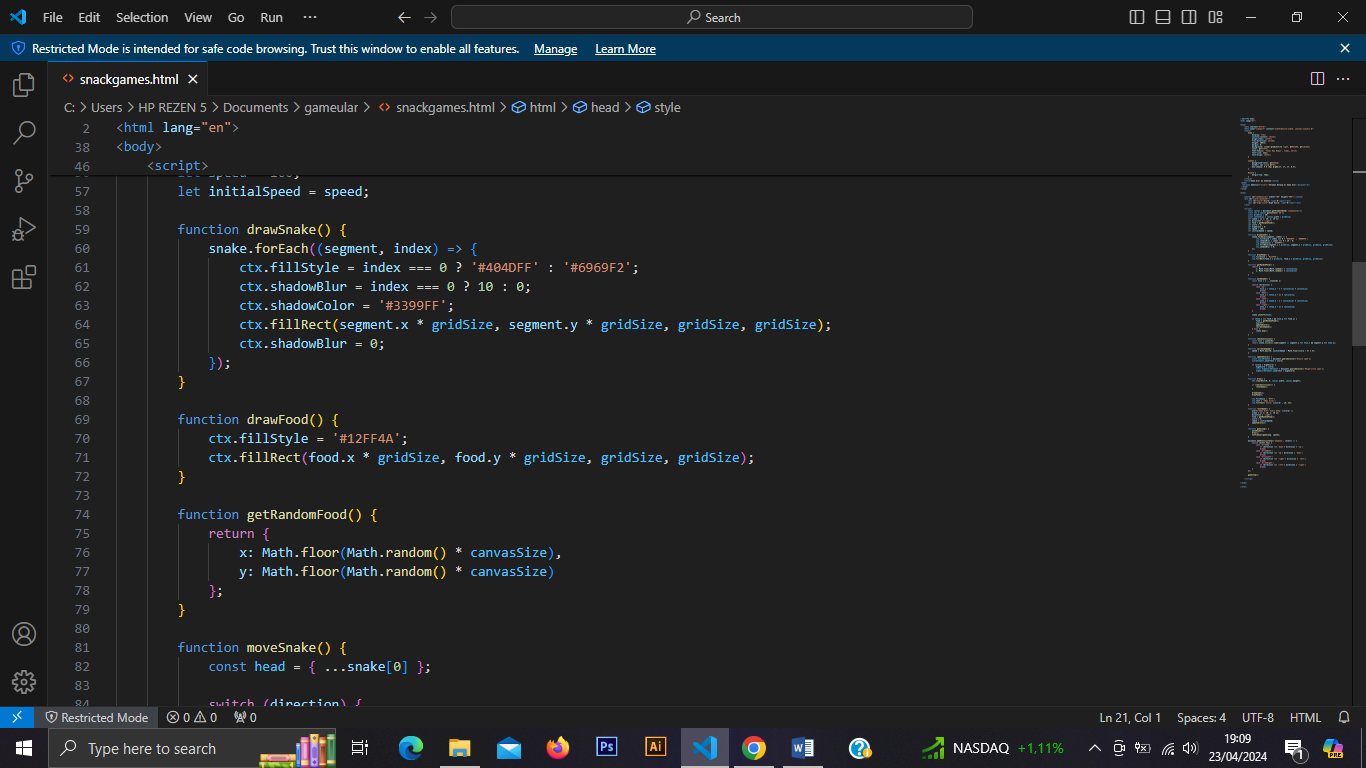 File Edit Selection View Go Run ··· Search
Restricted Mode is intended for safe code browsing. Trust this window to enable all features. Manage Learn More
snackgames.html
C: > Users > HP REZEN 5 > Documents > gameular > snackgames.html > html > head > style
2 <html lang="en">
38 <body>
46 <script>
57 let initialSpeed = speed;
58
59 function drawSnake() {
60 snake.forEach((segment, index) => {
61 ctx.fillStyle = index === 0 ? '#404DFF' : '#6969F2';
62 ctx.shadowBlur = index === 0 ? 10 : 0;
63 ctx.shadowColor = '#3399FF';
64 ctx.fillRect(segment.x * gridSize, segment.y * gridSize, gridSize, gridSize);
65 ctx.shadowBlur = 0;
66 });
67 }
68
69 function drawFood() {
70 ctx.fillStyle = '#12FF4A';
71 ctx.fillRect(food.x * gridSize, food.y * gridSize, gridSize, gridSize);
72 }
73
74 function getRandomFood() {
75 return {
76 x: Math.floor(Math.random() * canvasSize),
77 y: Math.floor(Math.random() * canvasSize)
78 };
79 }
80
81 function moveSnake() {
82 const head = { ...snake[0] };
83
84 switch (direction) {
Restricted Mode 0 0 0 Ln 21, Col 1 Spaces: 4 UTF-8 HTML
Type here to search Ps Ai W NASDAQ +1,11% 19:09
23/04/2024 1 PRE